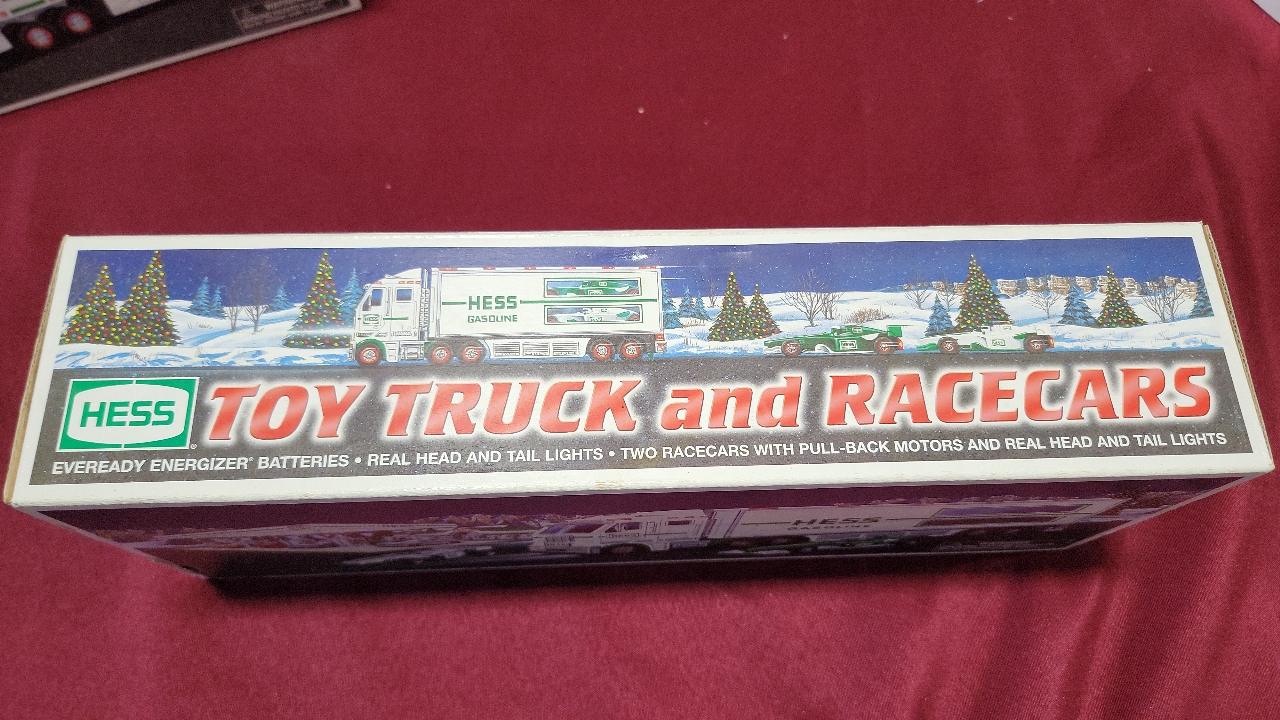 HESS
GASOLINE
HESS®
TOY TRUCK and RACECARS
EVEREADY ENERGIZER® BATTERIES • REAL HEAD AND TAIL LIGHTS • TWO RACECARS WITH PULL-BACK MOTORS AND REAL HEAD AND TAIL LIGHTS
HESS
GASOLINE